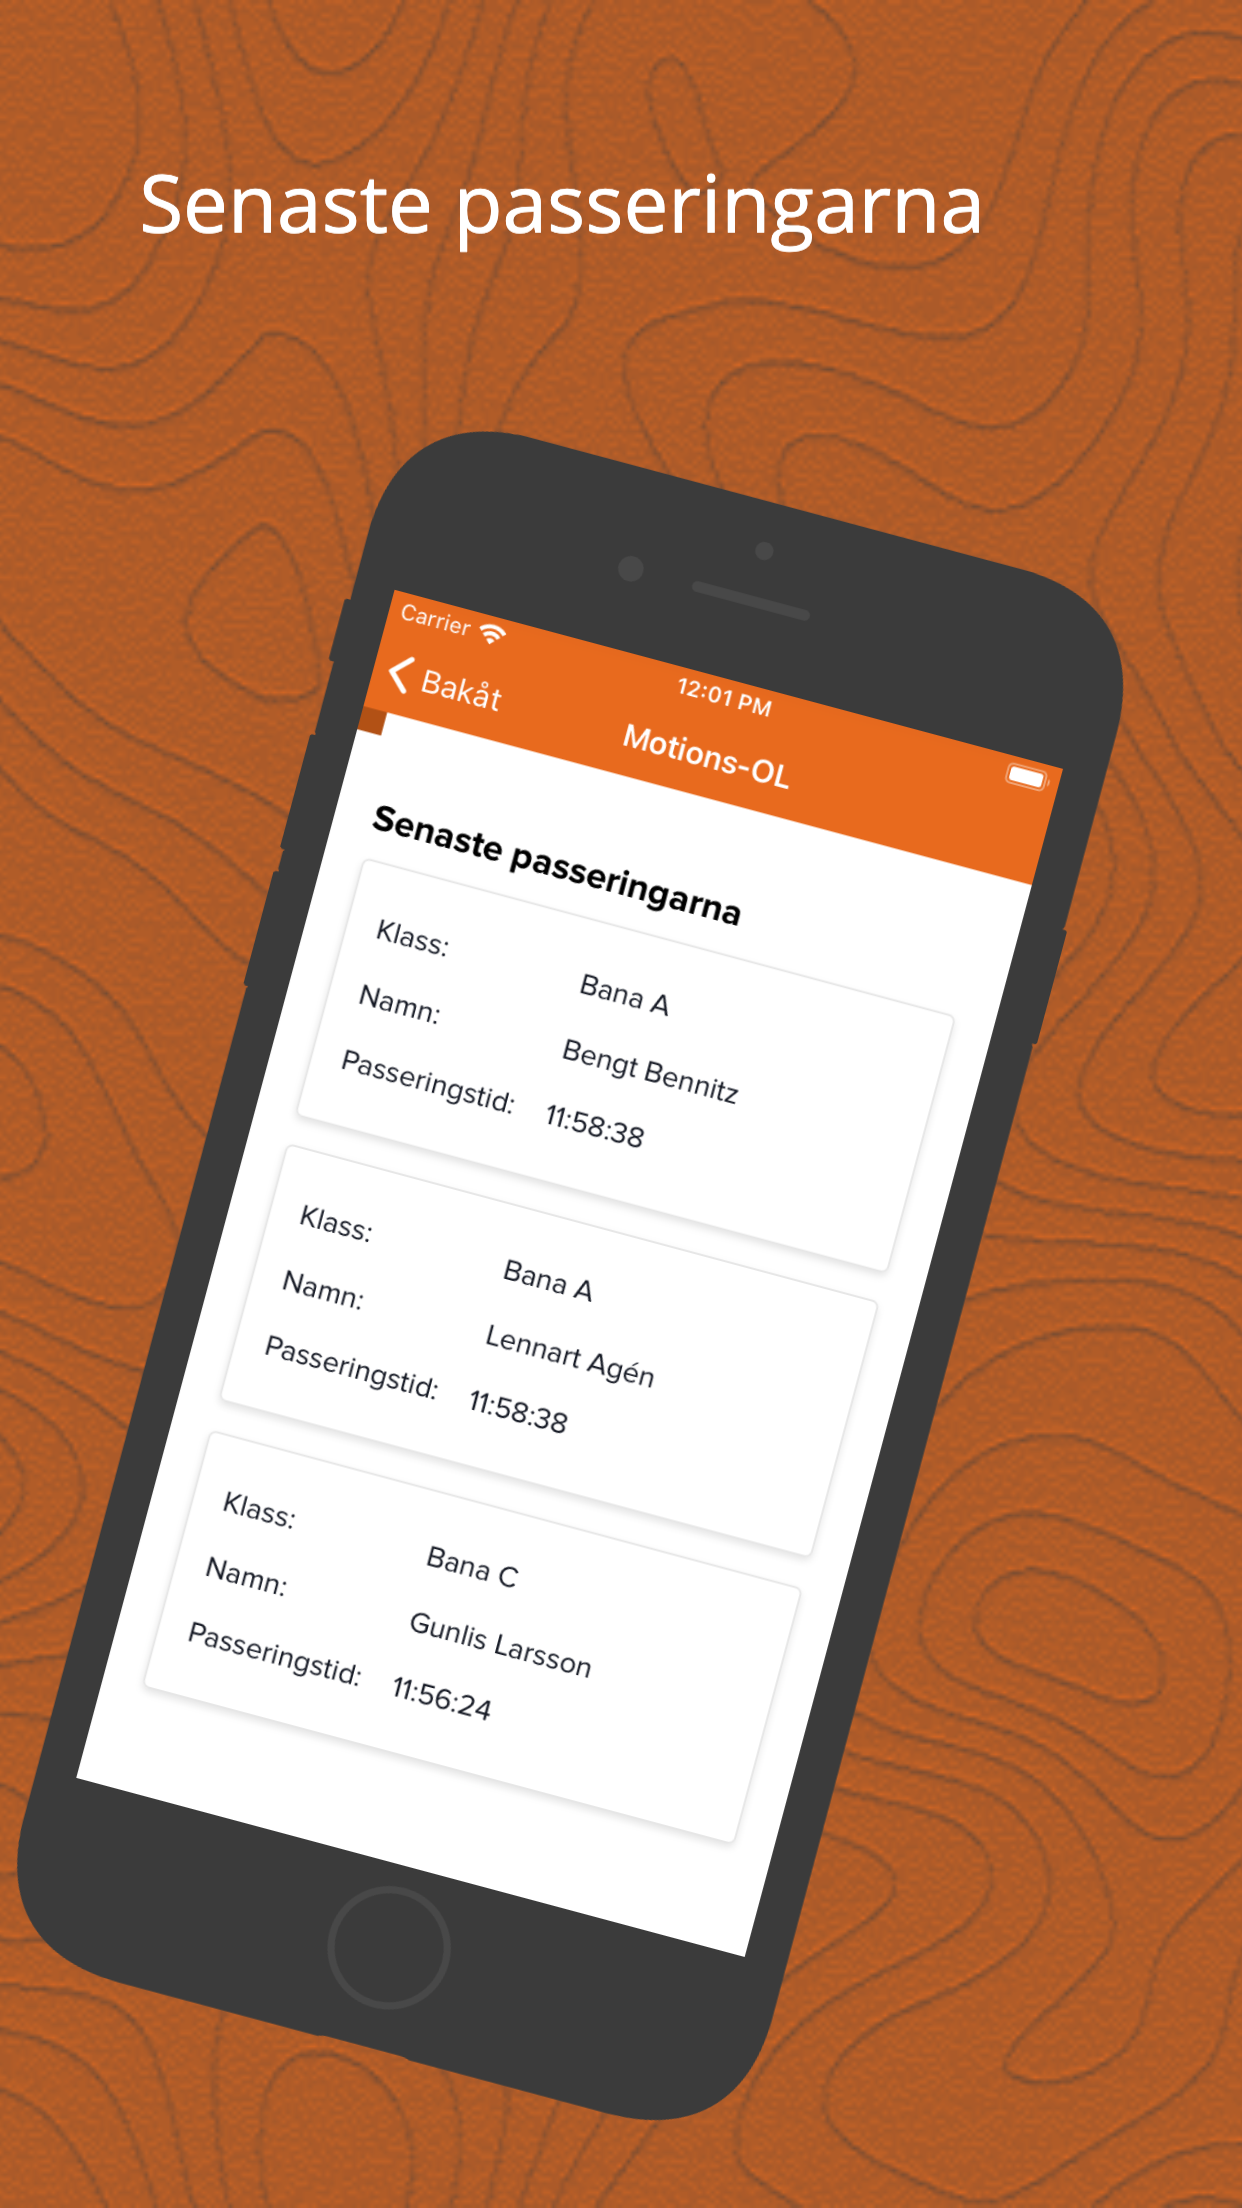 Senaste passeringarna
Carrier
12:01 PM
Bakåt
Motions-OL
Senaste passeringarna
Klass: Bana A
Namn: Bengt Bennitz
Passeringstid: 11:58:38
Klass: Bana A
Namn: Lennart Agén
Passeringstid: 11:58:38
Klass: Bana C
Namn: Gunlis Larsson
Passeringstid: 11:56:24